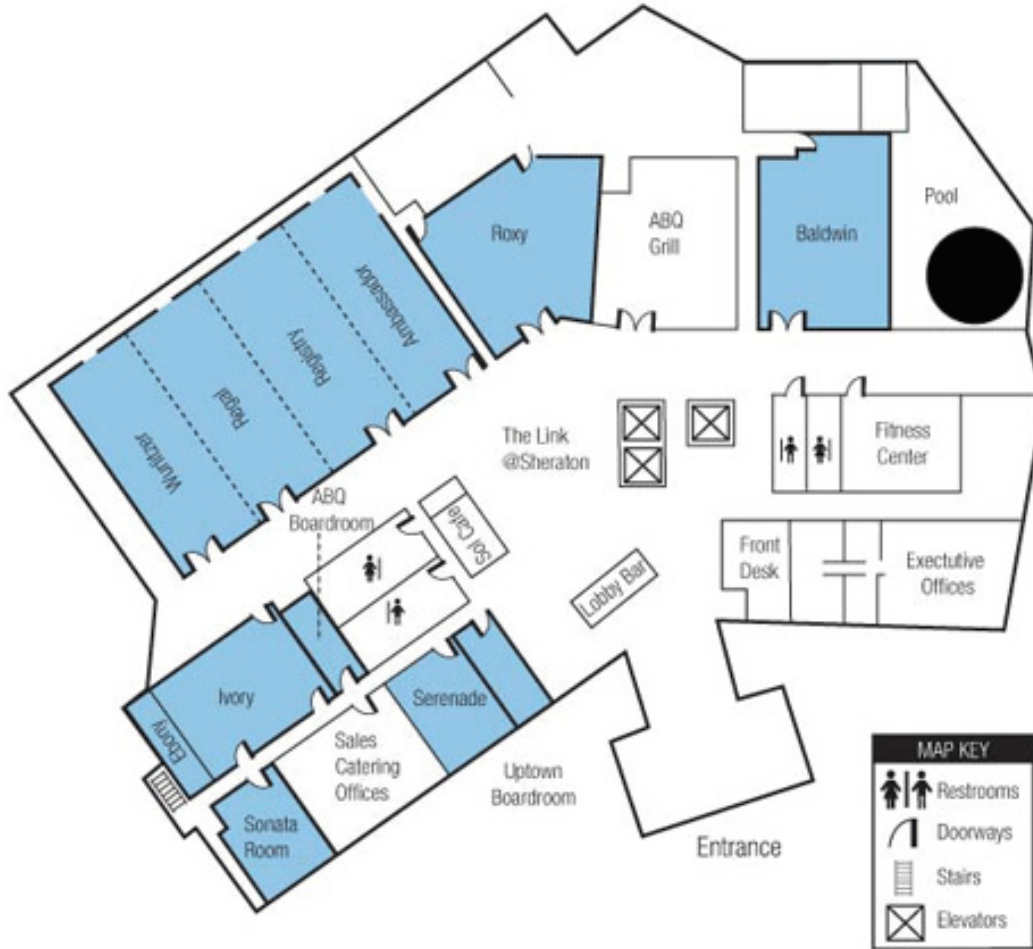 Pool
Roxy
ABQ
Grill
Baldwin
Ambassador
Registry
Regal
Wurlitzer
The Link
@Sheraton
Fitness
Center
ABQ
Boardroom
Sol Cafe
Front
Desk
Exectutive
Offices
Lobby Bar
Ivory
Ebony
Serenade
Sales
Catering
Offices
Uptown
Boardroom
Sonata
Room
Entrance
MAP KEY
Restrooms
Doorways
Stairs
Elevators